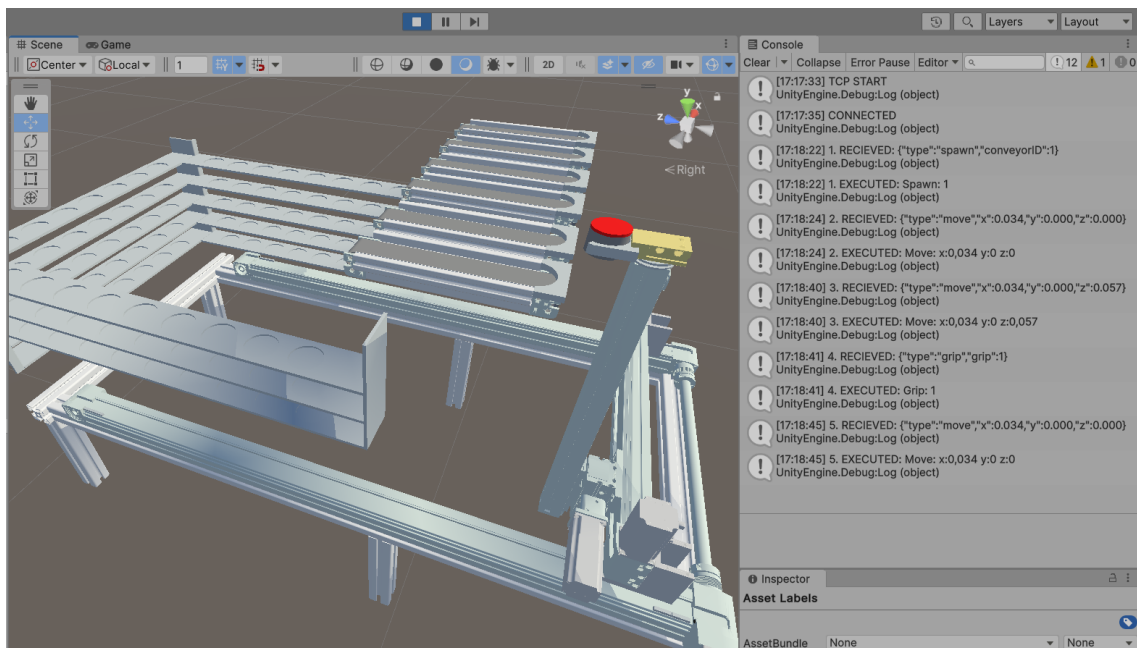 Layers
Layout
Scene
Game
Center
Local
1
2D
y
x
z
Right
Console
Clear
Collapse
Error Pause
Editor
12
1
0
[17:17:33] TCP START
UnityEngine.Debug:Log (object)
[17:17:35] CONNECTED
UnityEngine.Debug:Log (object)
[17:18:22] 1. RECIEVED: {"type":"spawn","conveyorID":1}
UnityEngine.Debug:Log (object)
[17:18:22] 1. EXECUTED: Spawn: 1
UnityEngine.Debug:Log (object)
[17:18:24] 2. RECIEVED: {"type":"move","x":0.034,"y":0.000,"z":0.000}
UnityEngine.Debug:Log (object)
[17:18:24] 2. EXECUTED: Move: x:0,034 y:0 z:0
UnityEngine.Debug:Log (object)
[17:18:40] 3. RECIEVED: {"type":"move","x":0.034,"y":0.000,"z":0.057}
UnityEngine.Debug:Log (object)
[17:18:40] 3. EXECUTED: Move: x:0,034 y:0 z:0,057
UnityEngine.Debug:Log (object)
[17:18:41] 4. RECIEVED: {"type":"grip","grip":1}
UnityEngine.Debug:Log (object)
[17:18:41] 4. EXECUTED: Grip: 1
UnityEngine.Debug:Log (object)
[17:18:45] 5. RECIEVED: {"type":"move","x":0.034,"y":0.000,"z":0.000}
UnityEngine.Debug:Log (object)
[17:18:45] 5. EXECUTED: Move: x:0,034 y:0 z:0
UnityEngine.Debug:Log (object)
Inspector
Asset Labels
AssetBundle
None
None